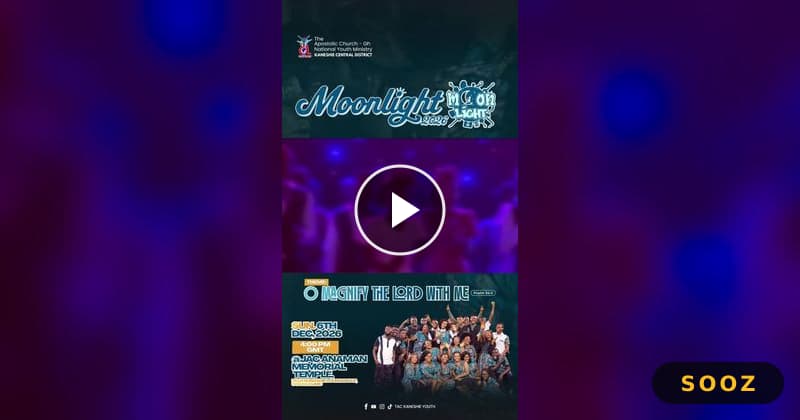 The
Apostolic Church - Gh
National Youth Ministry
KANESHIE CENTRAL DISTRICT
Moonlight
2026
MOON
LIGHT
THEME:
O MAGNIFY THE LORD WITH ME
SUN. 6TH
DEC, 2026
4:00 PM
GMT
@JAC ANAMAN
MEMORIAL
TEMPLE,
TAC KANESHIE YOUTH
SOOZ